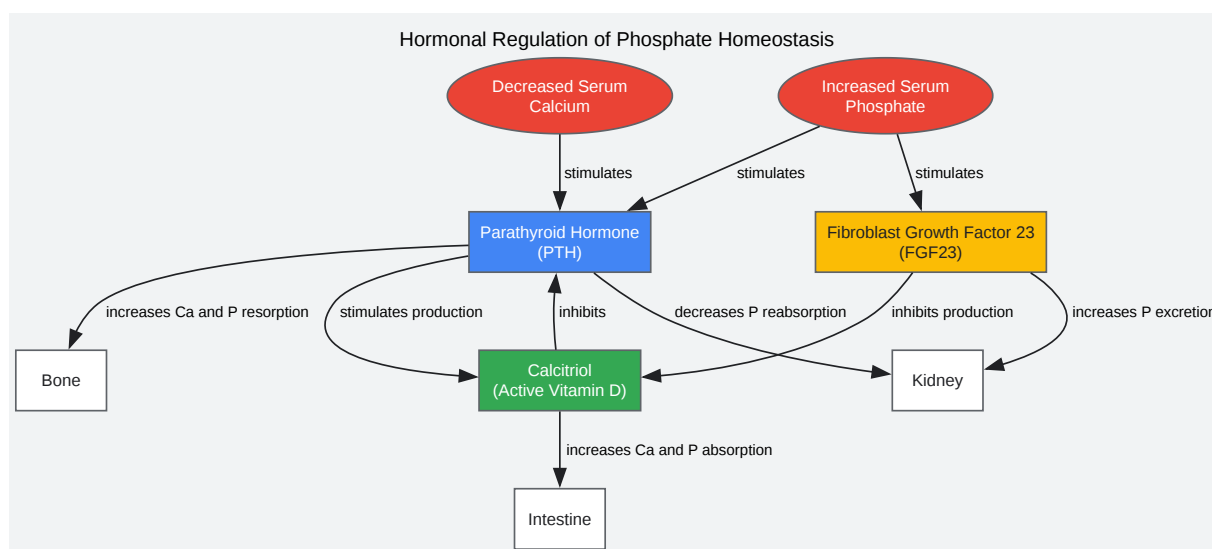 Hormonal Regulation of Phosphate Homeostasis
Decreased Serum
Calcium
Increased Serum
Phosphate
stimulates
stimulates
stimulates
Parathyroid Hormone
(PTH)
Fibroblast Growth Factor 23
(FGF23)
increases Ca and P resorption
stimulates production
inhibits
decreases P reabsorption
inhibits production
increases P excretion
Bone
Calcitriol
(Active Vitamin D)
Kidney
increases Ca and P absorption
Intestine